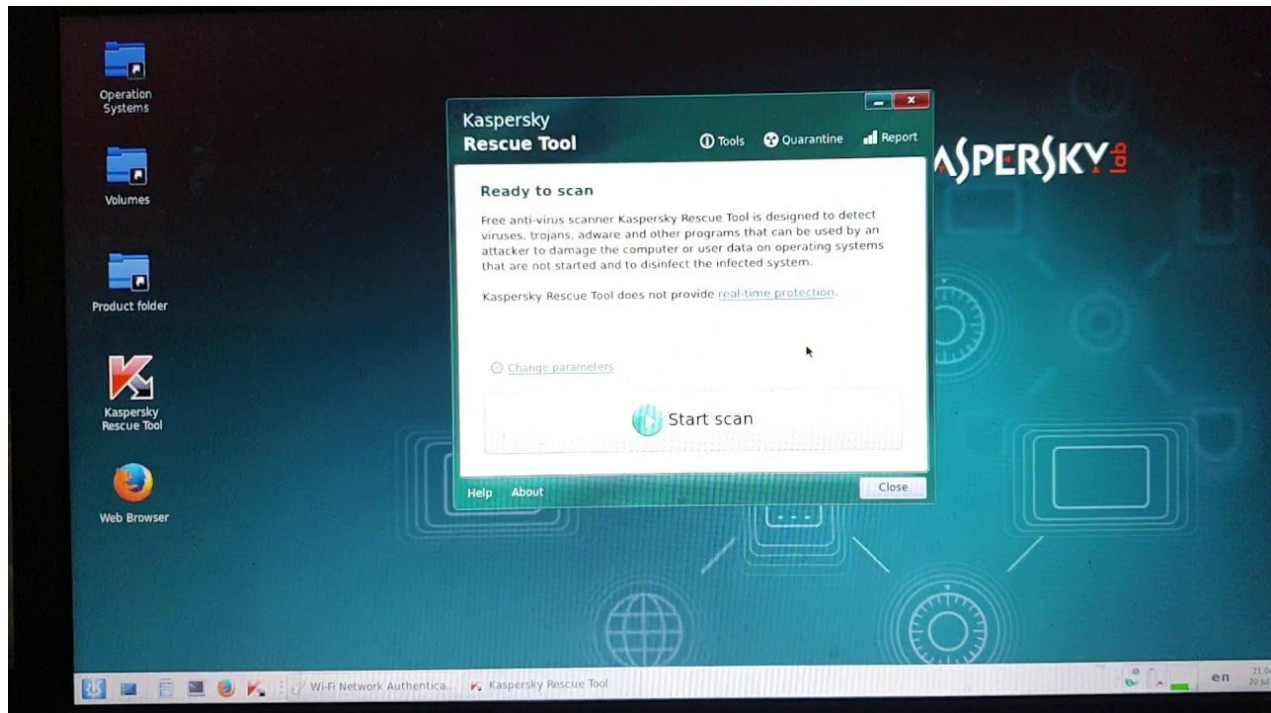 Operation
Systems
Volumes
Product folder
Kaspersky
Rescue Tool
Web Browser
Kaspersky
Rescue Tool
Tools
Quarantine
Report
Ready to scan
Free anti-virus scanner Kaspersky Rescue Tool is designed to detect
viruses, trojans, adware and other programs that can be used by an
attacker to damage the computer or user data on operating systems
that are not started and to disinfect the infected system.
Kaspersky Rescue Tool does not provide real-time protection.
Change parameters
Start scan
Help
About
Close
ASPERSKY lab
Wi-Fi Network Authentica...
Kaspersky Rescue Tool
en
20 Jul